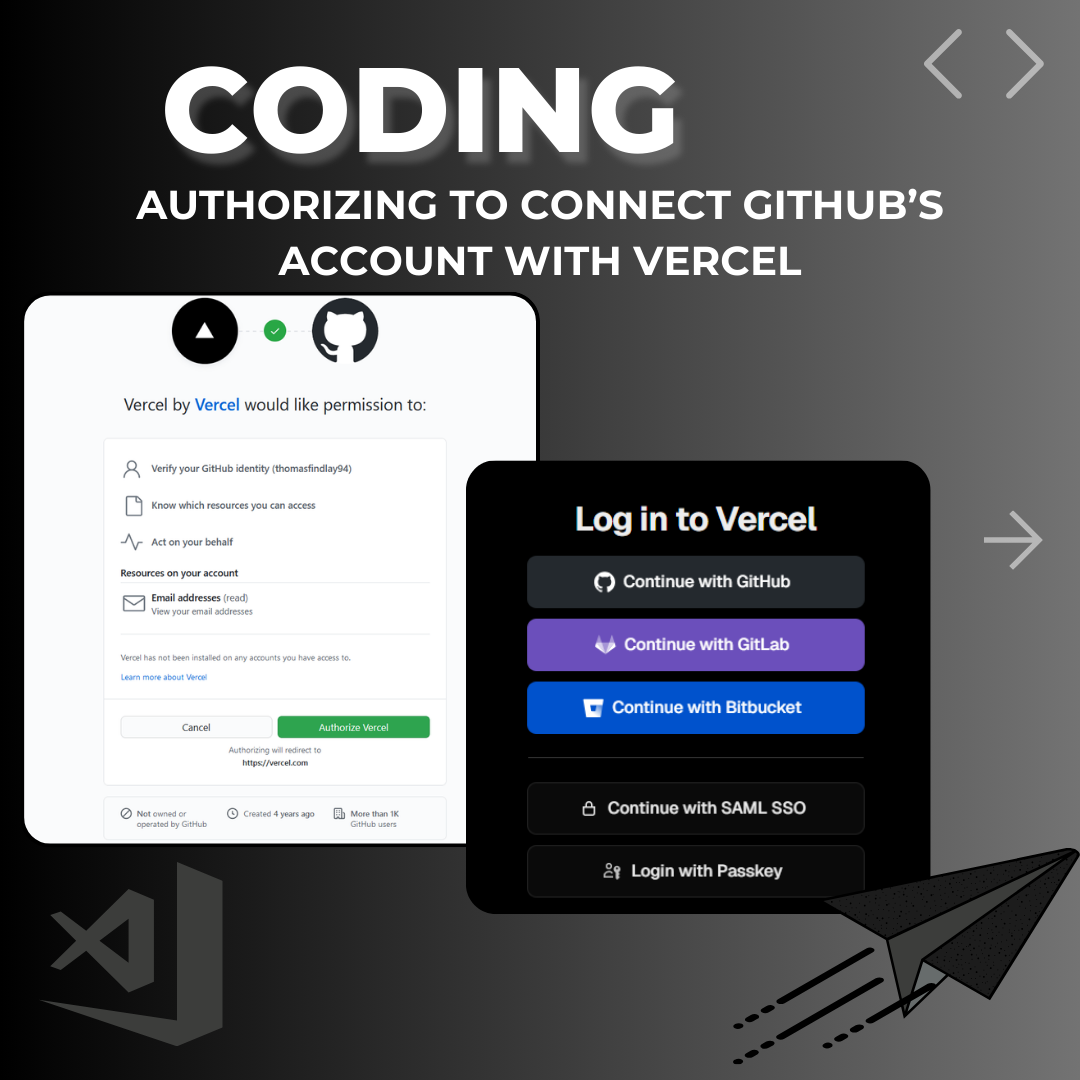 CODING
AUTHORIZING TO CONNECT GITHUB’S
ACCOUNT WITH VERCEL
Vercel by Vercel would like permission to:
Verify your GitHub identity (thomasfindlay94)
Know which resources you can access
Act on your behalf
Resources on your account
Email addresses (read)
View your email addresses
Vercel has not been installed on any accounts you have access to.
Learn more about Vercel
Cancel
Authorize Vercel
Authorizing will redirect to
https://vercel.com
Not owned or
operated by GitHub
Created 4 years ago
More than 1K
GitHub users
Log in to Vercel
Continue with GitHub
Continue with GitLab
Continue with Bitbucket
Continue with SAML SSO
Login with Passkey